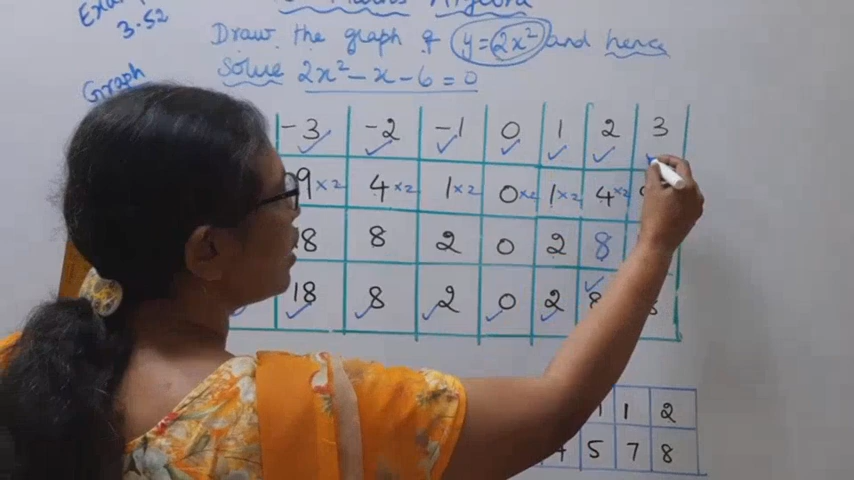 Maths Algebra
3.52
Draw the graph of y=2x² and hence
Graph solve 2x²-x-6=0
-3 -2 -1 0 1 2 3
9×2 4×2 1×2 0×2 1×2 4×2
18 8 2 0 2 8
18 8 2 0 2 8
1 2
5 7 8